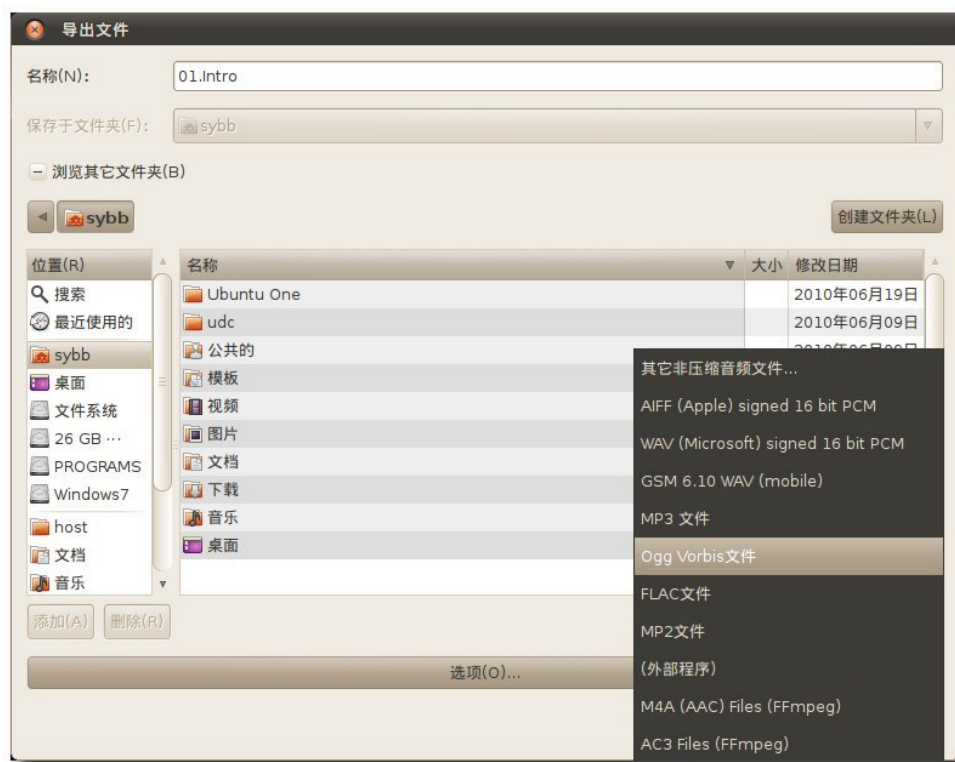 导出文件
名称(N): 01.Intro
保存于文件夹(F): sybb
浏览其它文件夹(B)
sybb 创建文件夹(L)
位置(R) 名称 大小 修改日期
搜索 Ubuntu One 2010年06月19日
最近使用的 udc 2010年06月09日
公共的
sybb
模板
桌面
视频
文件系统
图片
26 GB ···
文档
PROGRAMS
下载
Windows7
音乐
host
桌面
文档
音乐
添加(A) 删除(R)
选项(O)...
其它非压缩音频文件...
AIFF (Apple) signed 16 bit PCM
WAV (Microsoft) signed 16 bit PCM
GSM 6.10 WAV (mobile)
MP3 文件
Ogg Vorbis文件
FLAC文件
MP2文件
(外部程序)
M4A (AAC) Files (FFmpeg)
AC3 Files (FFmpeg)